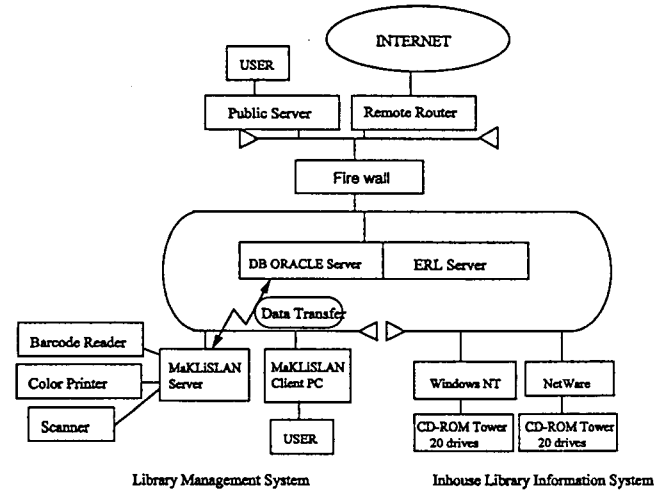 INTERNET
USER
Public Server
Remote Router
Fire wall
DB ORACLE Server
ERL Server
Data Transfer
Barcode Reader
Color Printer
Scanner
MaKLiSLAN
Server
MaKLiSLAN
Client PC
USER
Windows NT
NetWare
CD-ROM Tower
20 drives
CD-ROM Tower
20 drives
Library Management System
Inhouse Library Information System